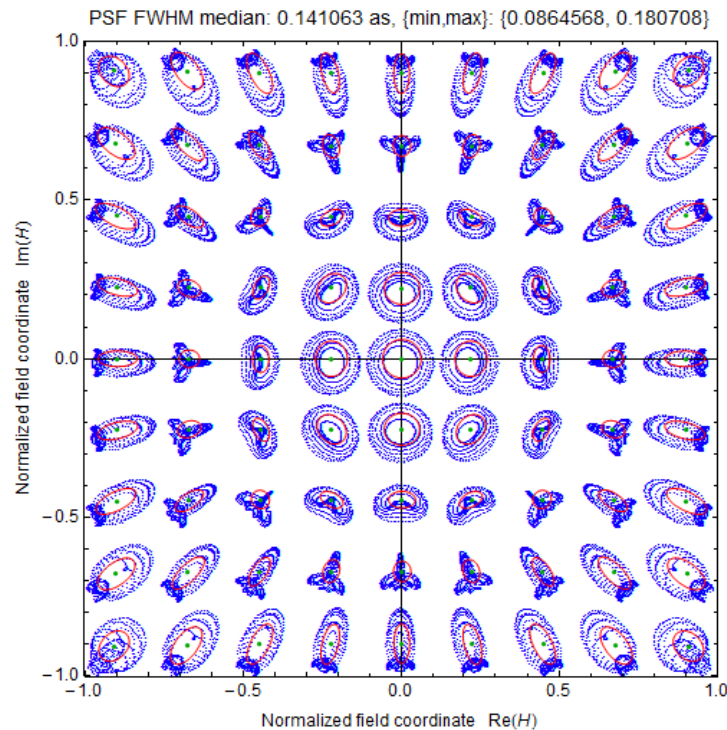 PSF FWHM median: 0.141063 as, {min,max}: {0.0864568, 0.180708}
1.0
0.5
0.0
−0.5
−1.0
Normalized field coordinate Im(H)
−1.0 −0.5 0.0 0.5 1.0
Normalized field coordinate Re(H)